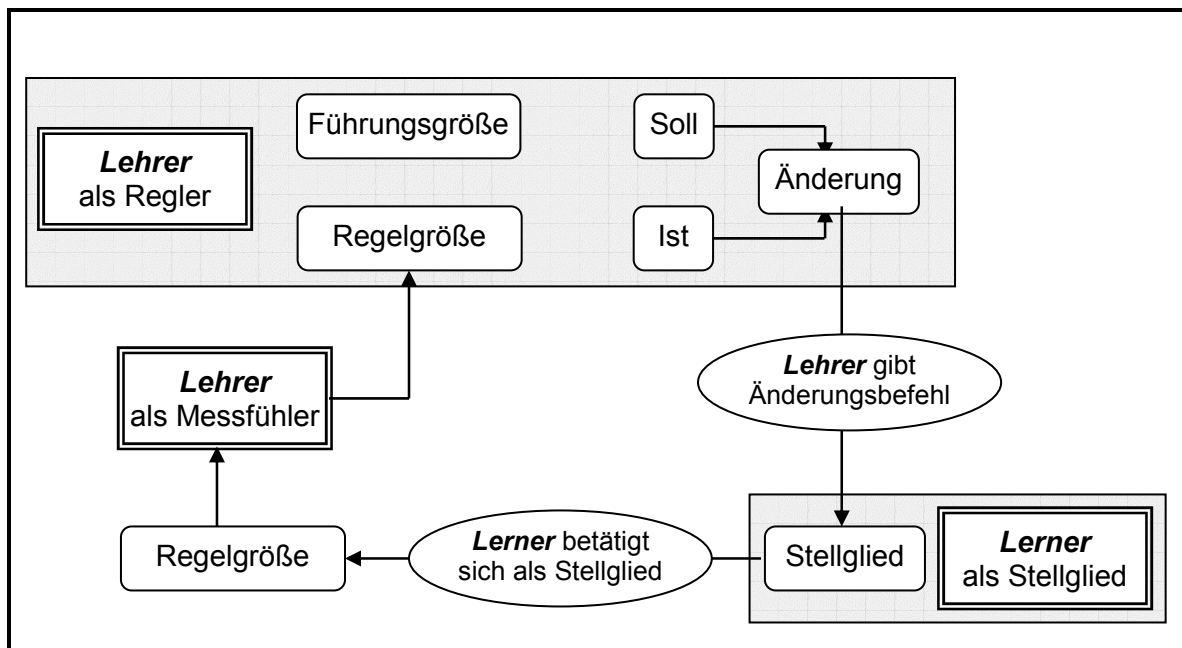 Führungsgröße
Soll
Lehrer
als Regler
Änderung
Regelgröße
Ist
Lehrer
als Messfühler
Lehrer gibt
Änderungsbefehl
Regelgröße
Lerner betätigt
sich als Stellglied
Stellglied
Lerner
als Stellglied